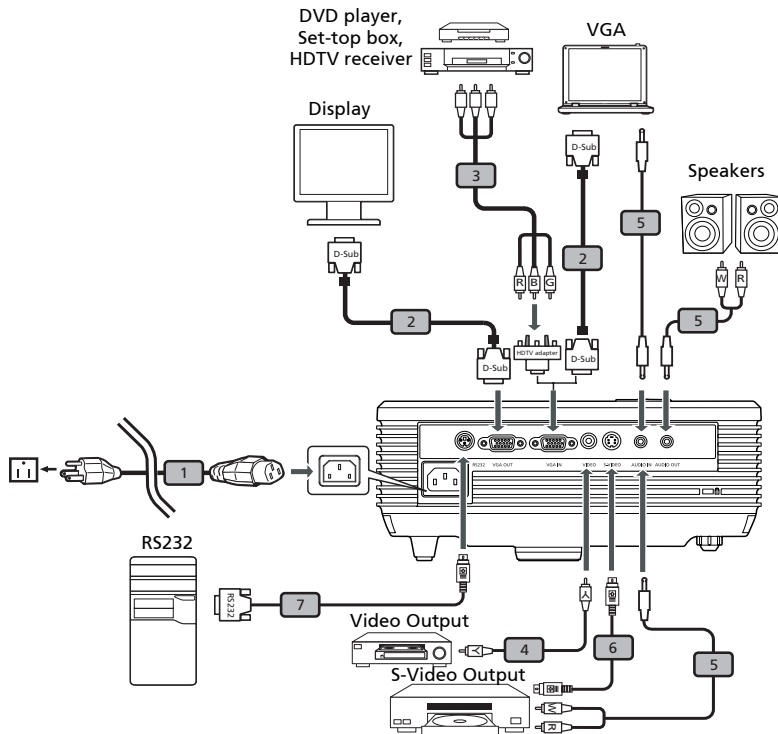 DVD player,
Set-top box,
HDTV receiver
VGA
Display
D-Sub
3
Speakers
5
D-Sub
2
R B G
W R
2
5
D-Sub
HDTV adapter
D-Sub
RS232 VGA OUT VGA IN VIDEO S-VIDEO AUDIO IN AUDIO OUT
1
RS232
RS232
7
Y
Video Output
Y
4
6
5
S-Video Output
W
R